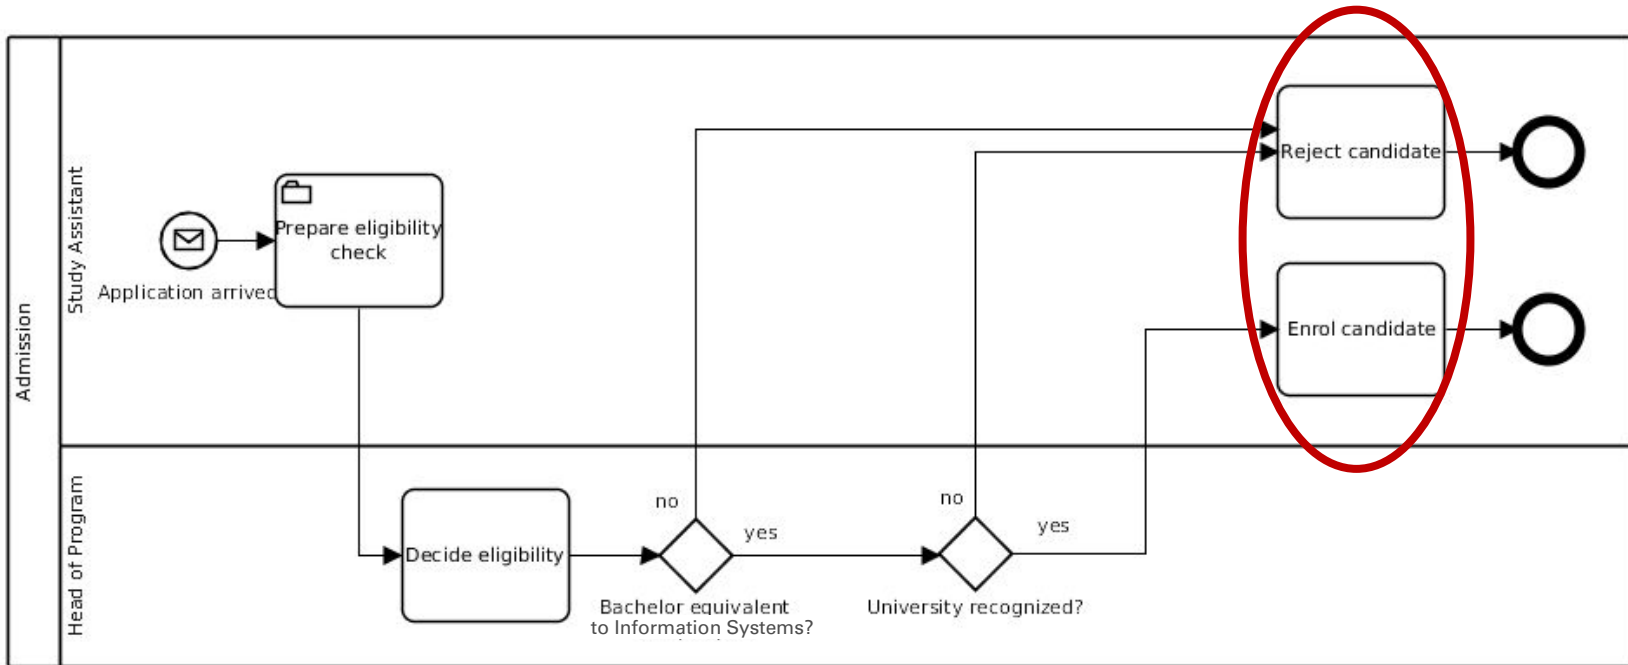 Admission
Study Assistant
Application arrived
Prepare eligibility
check
Reject candidate
Enrol candidate
Head of Program
Decide eligibility
no
yes
Bachelor equivalent
to Information Systems?
no
yes
University recognized?